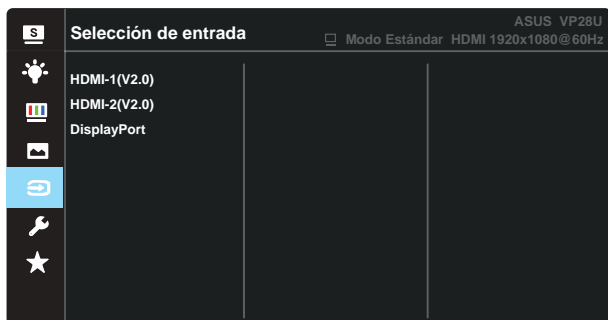 S
Selección de entrada
ASUS VP28U
Modo Estándar HDMI 1920x1080@60Hz
HDMI-1(V2.0)
HDMI-2(V2.0)
DisplayPort